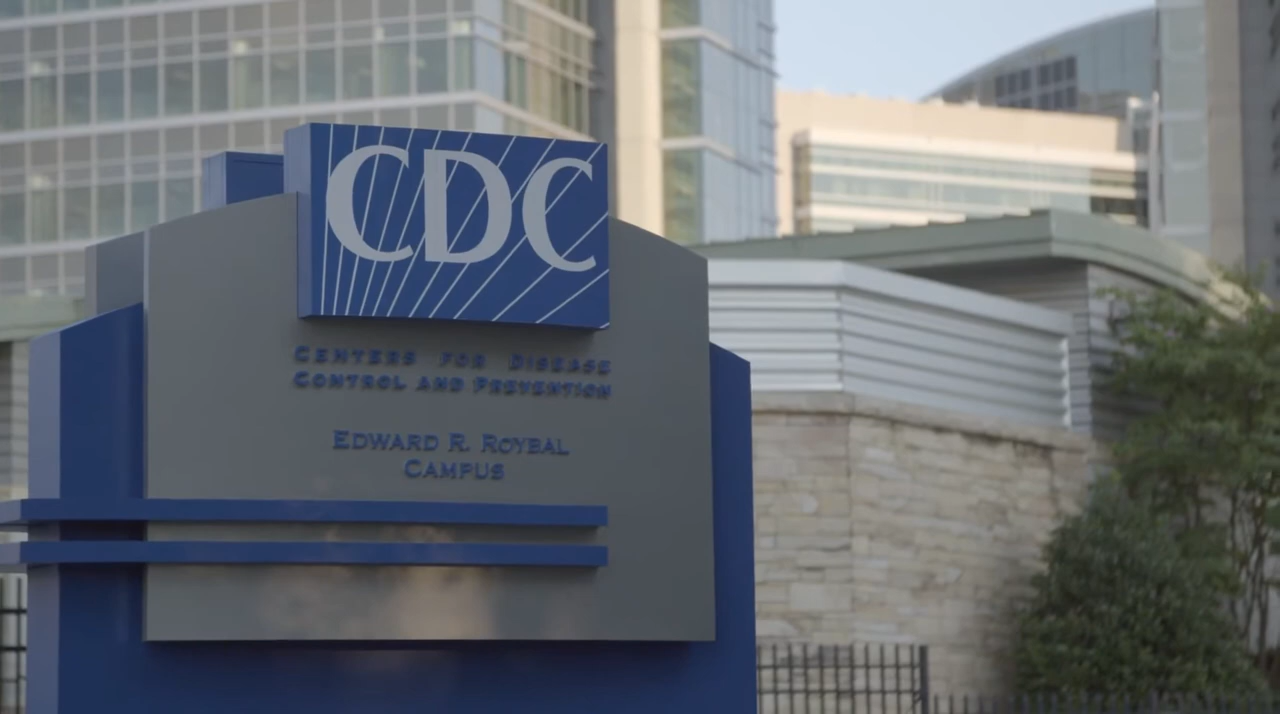 CDC
CENTERS FOR DISEASE
CONTROL AND PREVENTION
EDWARD R. ROYBAL
CAMPUS